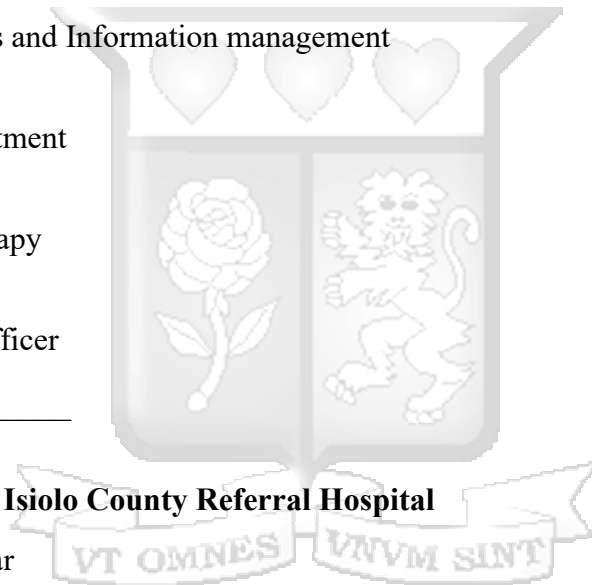 s and Information management
tment
apy
fficer
Isiolo County Referral Hospital
ar
VT OMNES VNVM SINT